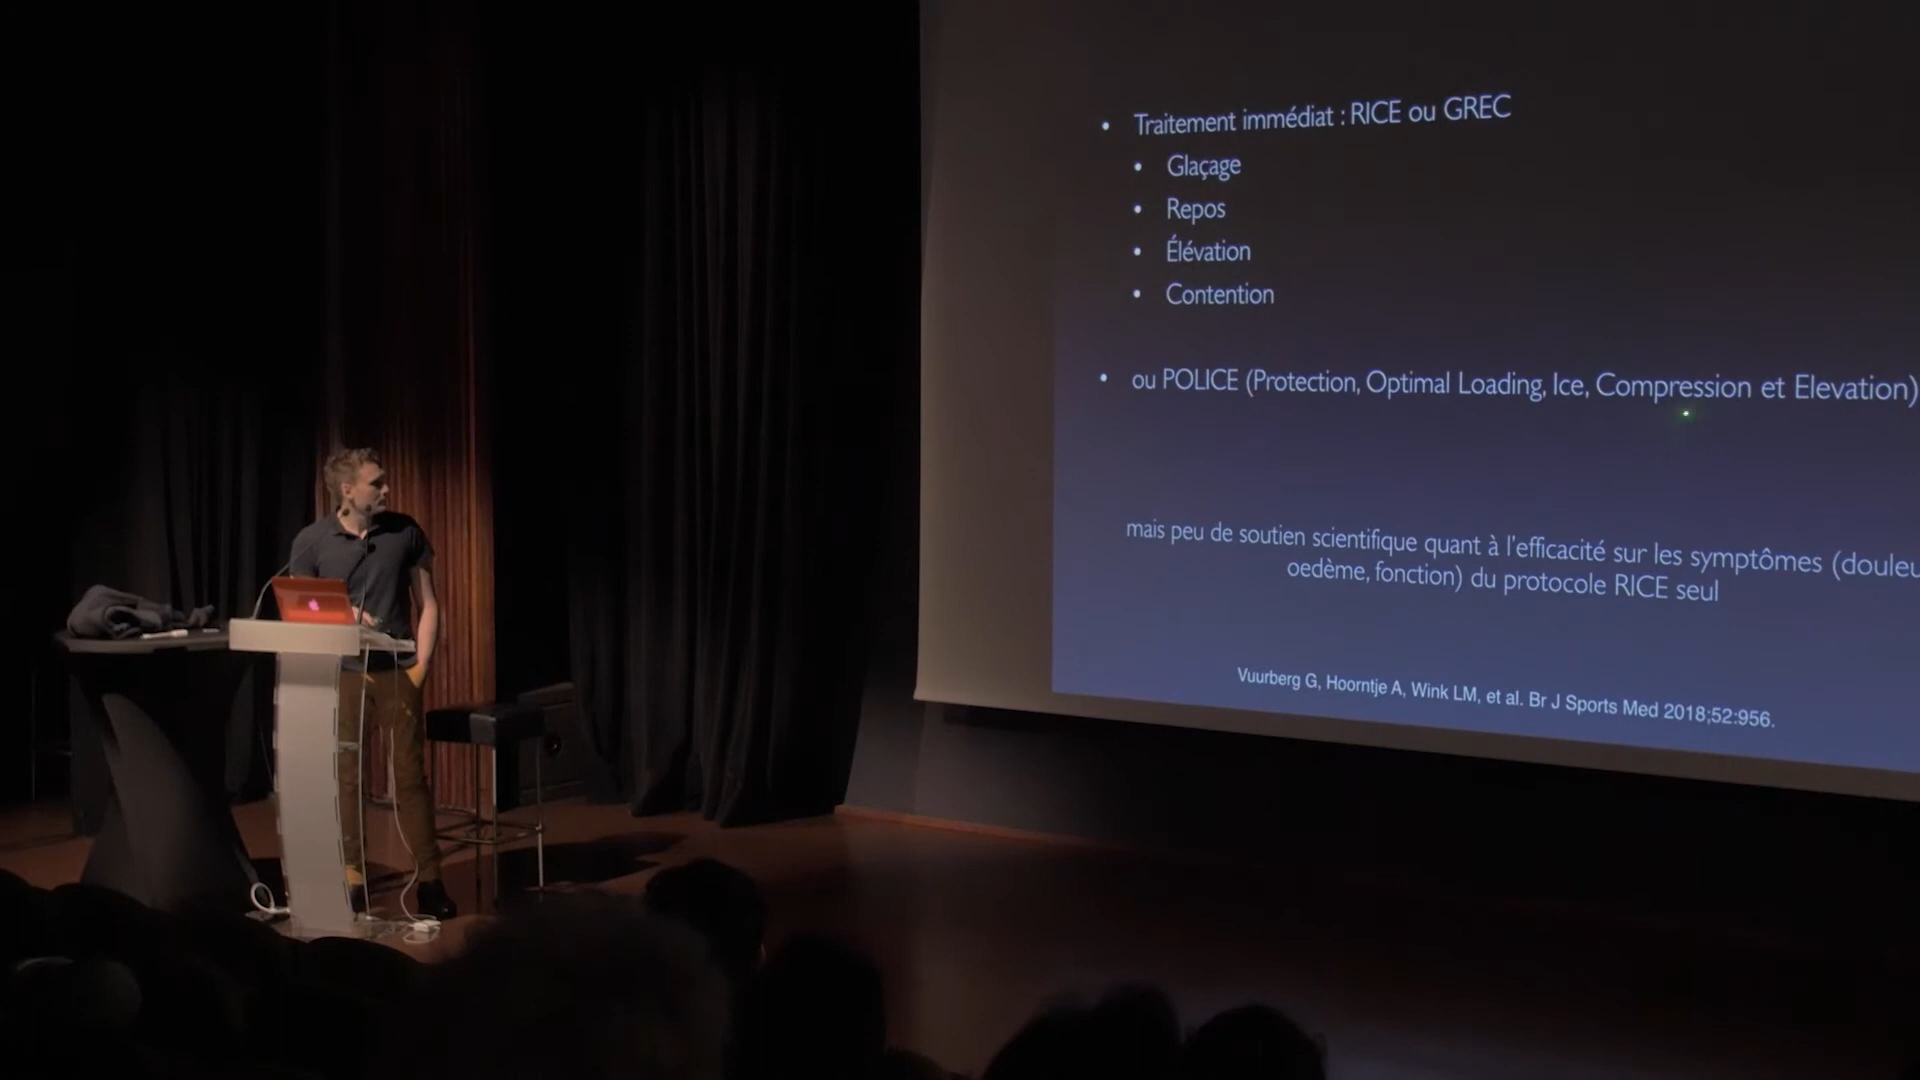 • Traitement immédiat : RICE ou GREC
• Glaçage
• Repos
• Élévation
• Contention
• ou POLICE (Protection, Optimal Loading, Ice, Compression et Elevation)
mais peu de soutien scientifique quant à l'efficacité sur les symptômes (douleu
oedème, fonction) du protocole RICE seul
Vuurberg G, Hoorntje A, Wink LM, et al. Br J Sports Med 2018;52:956.